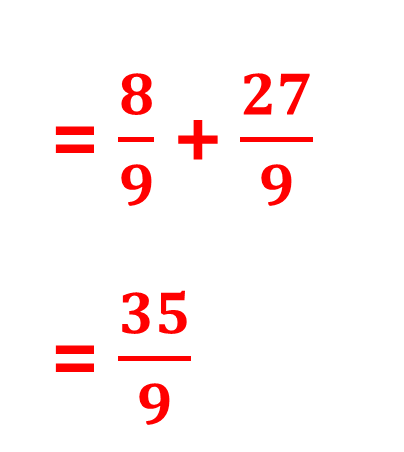 = 8/9 + 27/9
= 35/9